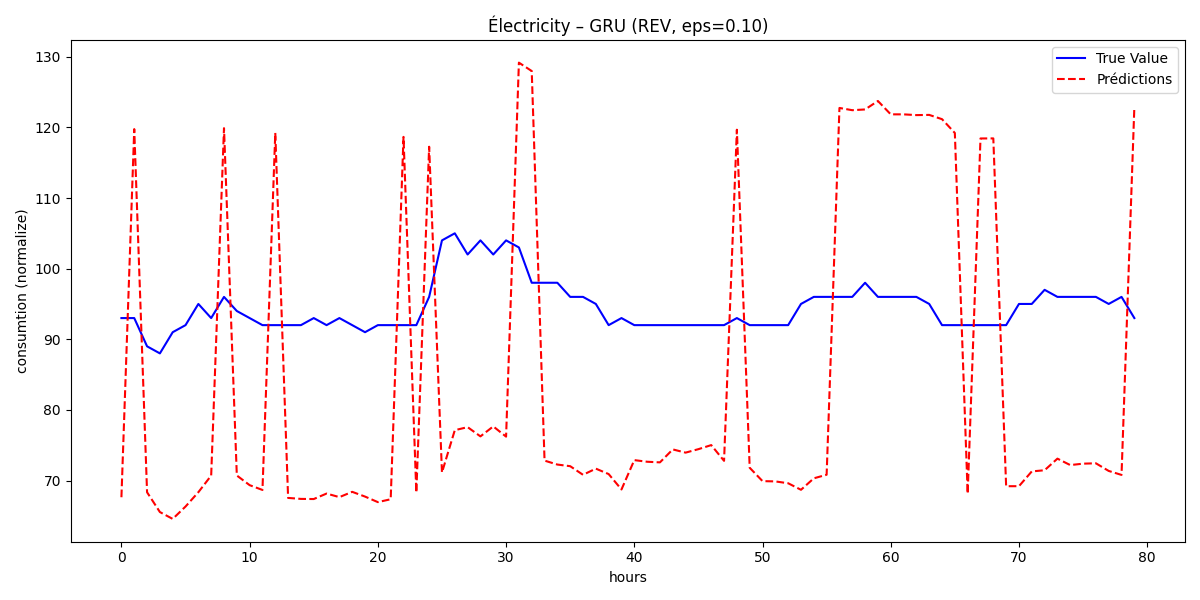 Électricity – GRU (REV, eps=0.10)
True Value
Prédictions
consumtion (normalize)
130
120
110
100
90
80
70
0 10 20 30 40 50 60 70 80
hours